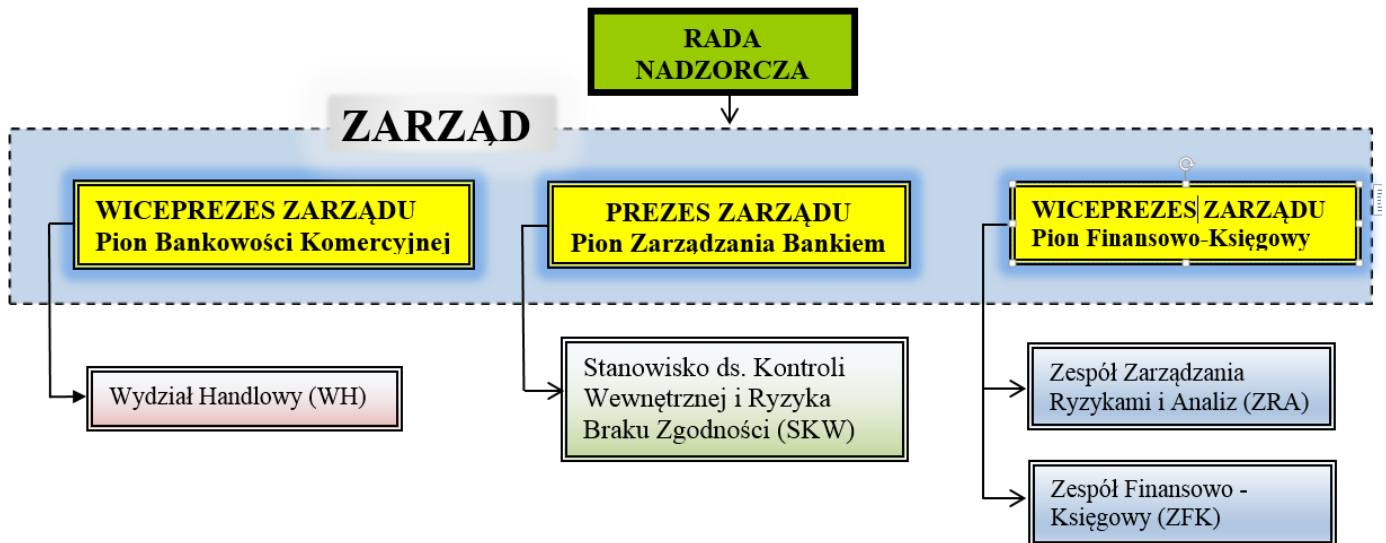 RADA
NADZORCZA
ZARZĄD
WICEPREZES ZARZĄDU
Pion Bankowości Komercyjnej
PREZES ZARZĄDU
Pion Zarządzania Bankiem
WICEPREZES ZARZĄDU
Pion Finansowo-Księgowy
Wydział Handlowy (WH)
Stanowisko ds. Kontroli
Wewnętrznej i Ryzyka
Braku Zgodności (SKW)
Zespół Zarządzania
Ryzykami i Analiz (ZRA)
Zespół Finansowo -
Księgowy (ZFK)